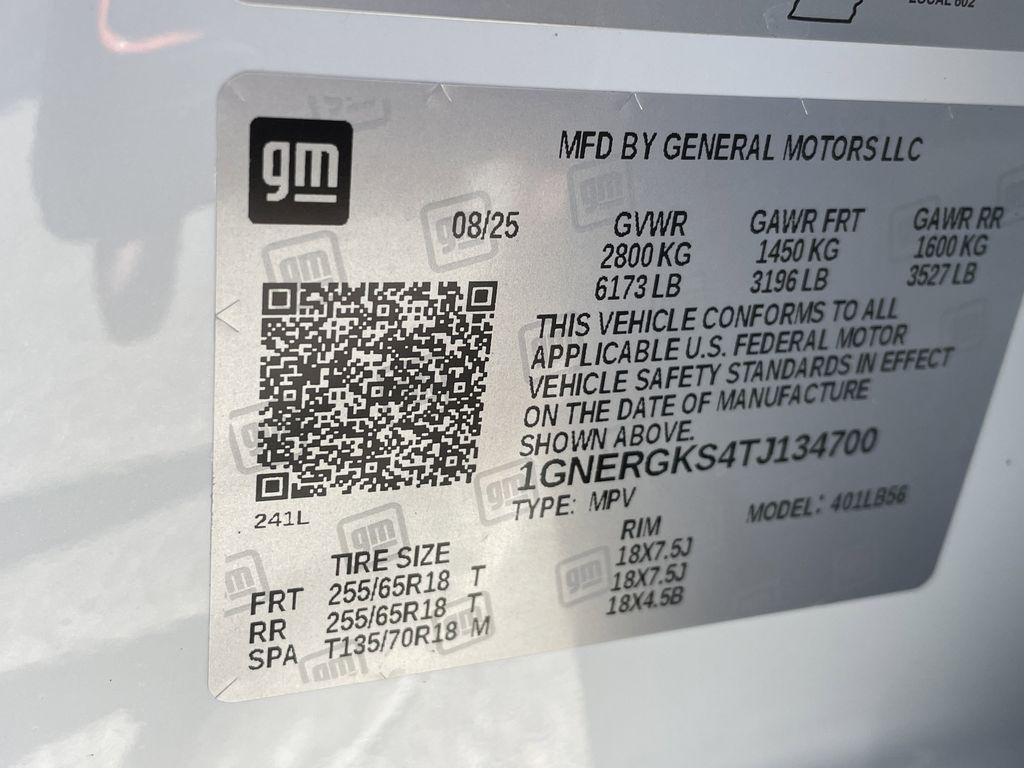 LOCAL 602
gm
MFD BY GENERAL MOTORS LLC
08/25 GVWR GAWR FRT GAWR RR
2800 KG 1450 KG 1600 KG
6173 LB 3196 LB 3527 LB
THIS VEHICLE CONFORMS TO ALL
APPLICABLE U.S. FEDERAL MOTOR
VEHICLE SAFETY STANDARDS IN EFFECT
ON THE DATE OF MANUFACTURE
SHOWN ABOVE.
1GNERGKS4TJ134700
TYPE: MPV MODEL: 401LB56
241L
TIRE SIZE RIM
FRT 255/65R18 T 18X7.5J
RR 255/65R18 T 18X7.5J
SPA T135/70R18 M 18X4.5B